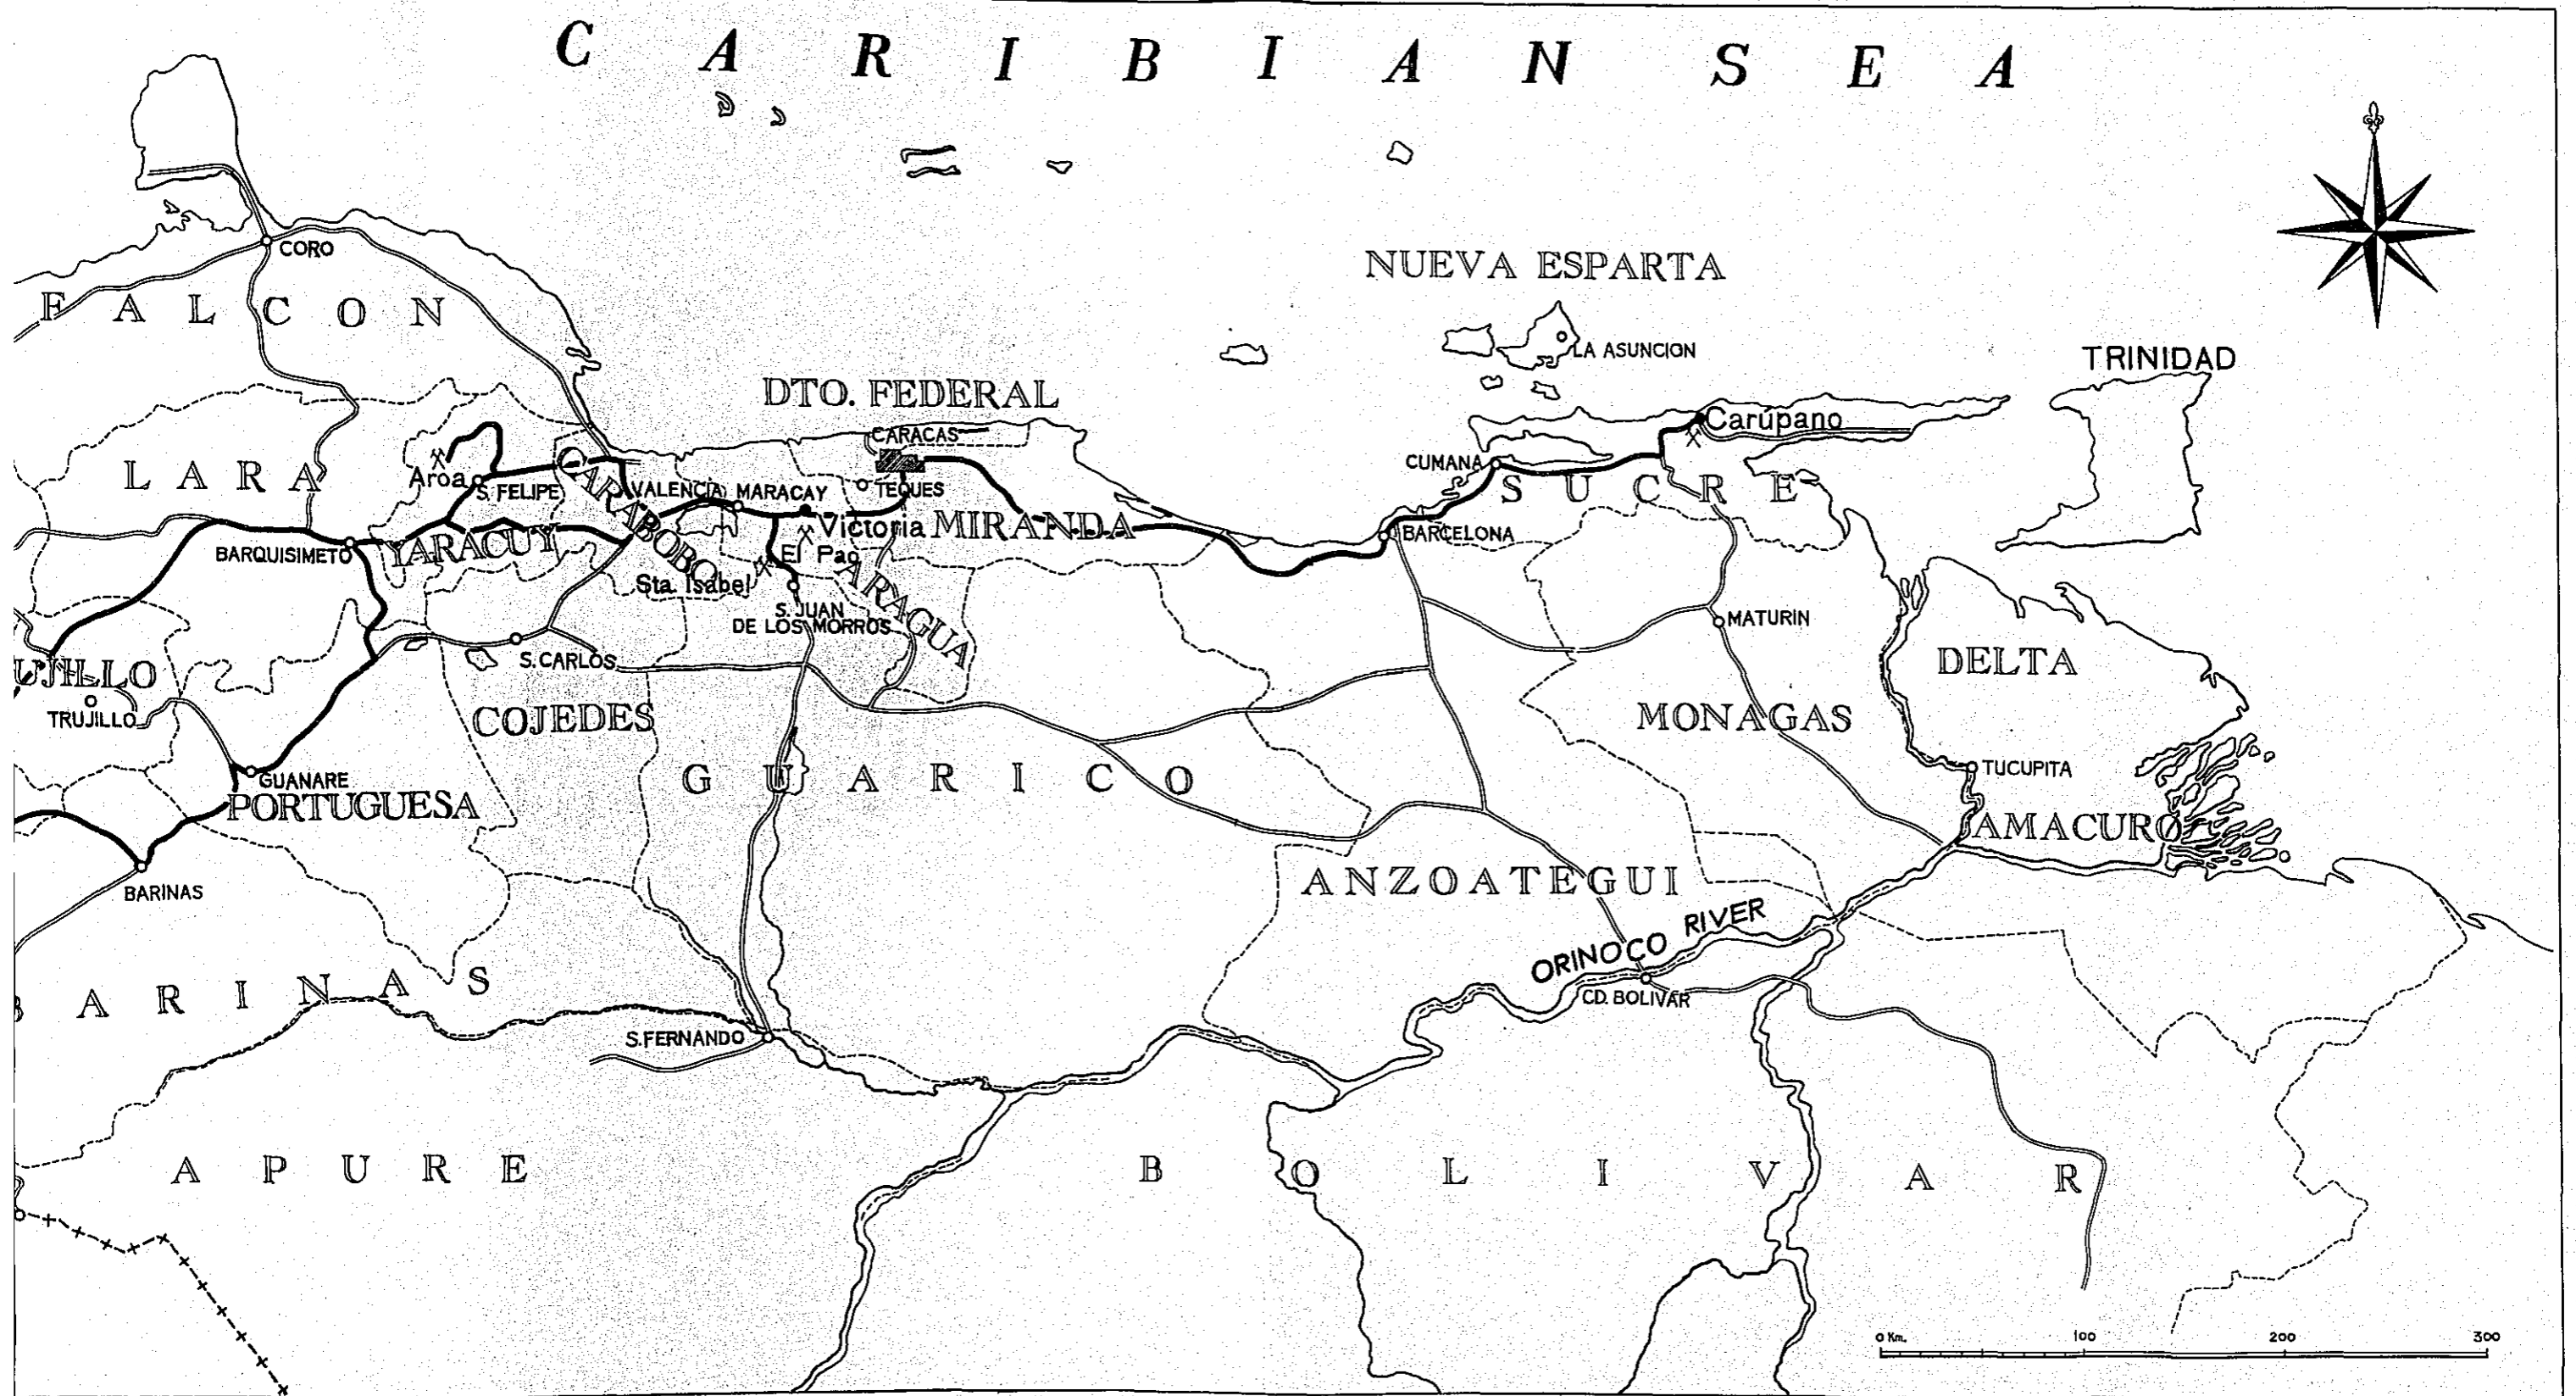 CARIBIAN SEA
CORO
NUEVA ESPARTA
FALCON
LA ASUNCION
TRINIDAD
DTO. FEDERAL
Carúpano
CARACAS
CUMANA
LARA
Aroa
S. FELIPE
CARABOBO
VALENCIA
MARACAY
TEQUES
SUCRE
Victoria
MIRANDA
BARCELONA
BARQUISIMETO
YARACUY
El Pao
Sta. Isabel
ARAGUA
S. JUAN
DE LOS MORROS
MATURIN
S. CARLOS
DELTA
UJILLO
TRUJILLO
COJEDES
MONAGAS
GUANARE
GUARICO
TUCUPITA
PORTUGUESA
AMACURO
BARINAS
ANZOATEGUI
ORINOCO RIVER
BARINAS
CD. BOLIVAR
S. FERNANDO
APURE
BOLIVAR
0 Km. 100 200 300